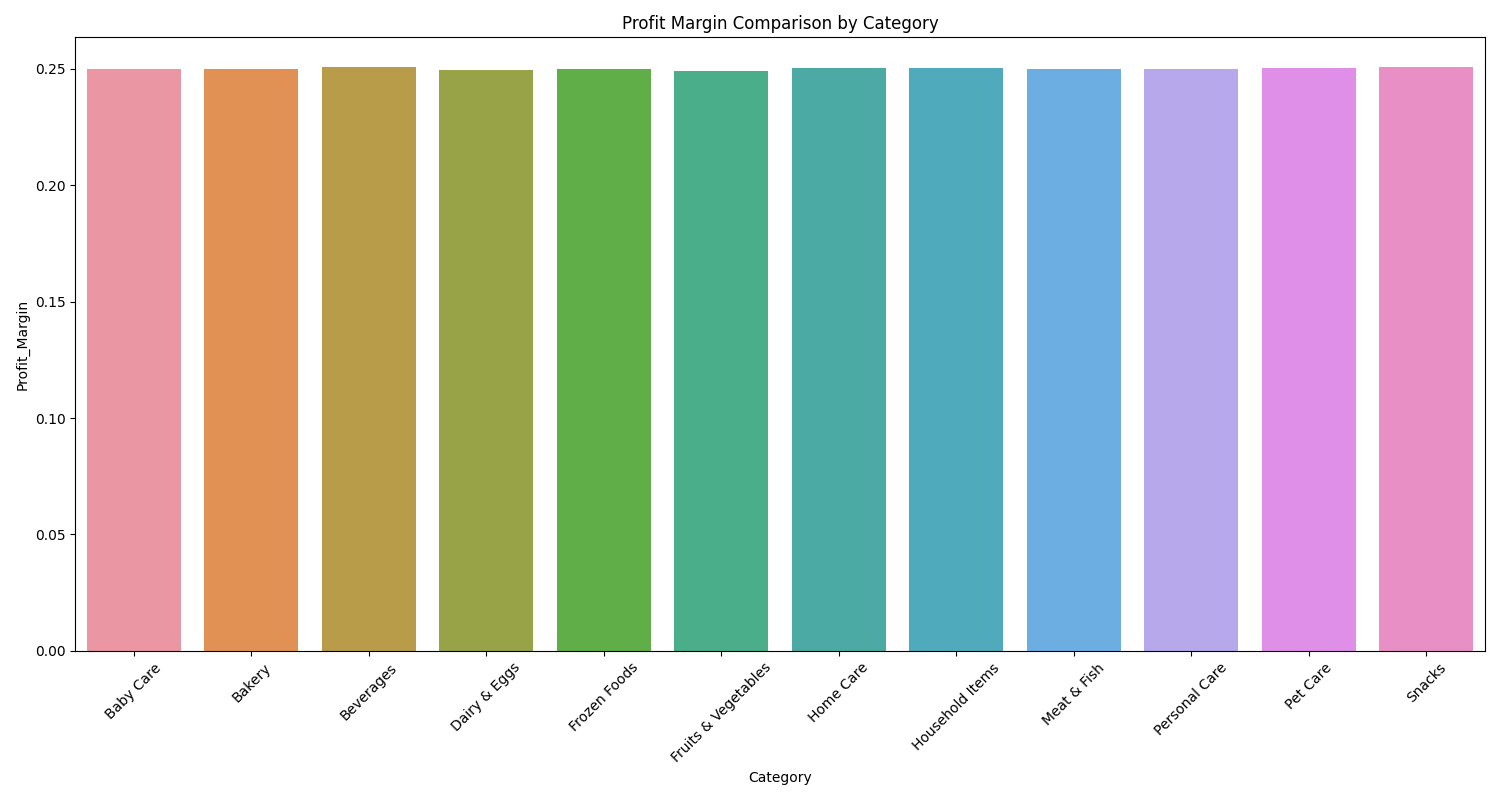 Profit Margin Comparison by Category
Profit_Margin
0.25
0.20
0.15
0.10
0.05
0.00
Baby Care
Bakery
Beverages
Dairy & Eggs
Frozen Foods
Fruits & Vegetables
Home Care
Household Items
Meat & Fish
Personal Care
Pet Care
Snacks
Category